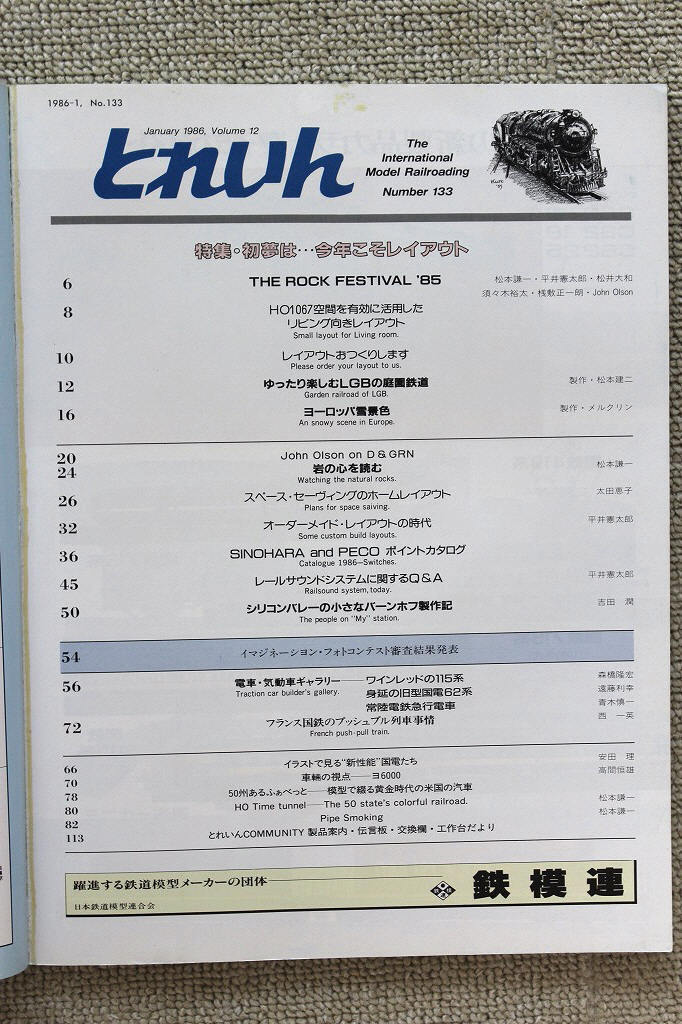 1986-1, No.133
January 1986, Volume 12
とれいん
The
International
Model Railroading
Number 133
特集・初夢は…今年こそレイアウト
6 THE ROCK FESTIVAL '85 松本謙一・平井憲太郎・松井大和
須々木裕太・桟敷正一朗・John Olson
8 HO1067空間を有効に活用した
リビング向きレイアウト
Small layout for Living room.
10 レイアウトおつくりします
Please order your layout to us.
12 ゆったり楽しむLGBの庭園鉄道 製作・松本建二
Garden railroad of LGB.
16 ヨーロッパ雪景色 製作・メルクリン
An snowy scene in Europe.
20 John Olson on D&GRN
24 岩の心を読む 松本謙一
Watching the natural rocks.
26 スペース・セーヴィングのホームレイアウト 太田恵子
Plans for space saiving.
32 オーダーメイド・レイアウトの時代 平井憲太郎
Some custom build layouts.
36 SINOHARA and PECO ポイントカタログ
Catalogue 1986—Switches.
45 レールサウンドシステムに関するQ&A 平井憲太郎
Railsound system, today.
50 シリコンバレーの小さなバーンホフ製作記 吉田 潤
The people on "My" station.
54 イマジネーション・フォトコンテスト審査結果発表
56 電車・気動車ギャラリー——ワインレッドの115系 森橋隆宏
Traction car builder's gallery. 身延の旧型国電62系 遠藤利幸
常陸電鉄急行電車 青木慎一
72 フランス国鉄のプッシュプル列車事情 西 一英
French push-pull train.
66 イラストで見る"新性能"国電たち 安田 理
70 車輛の視点——ヨ6000 高間恒雄
78 50州あるふぁべっと——模型で綴る黄金時代の米国の汽車
80 HO Time tunnel——The 50 state's colorful railroad. 松本謙一
82 Pipe Smoking 松本謙一
113 とれいんCOMMUNITY 製品案内・伝言板・交換欄・工作台だより
躍進する鉄道模型メーカーの団体 鉄模連
日本鉄道模型連合会